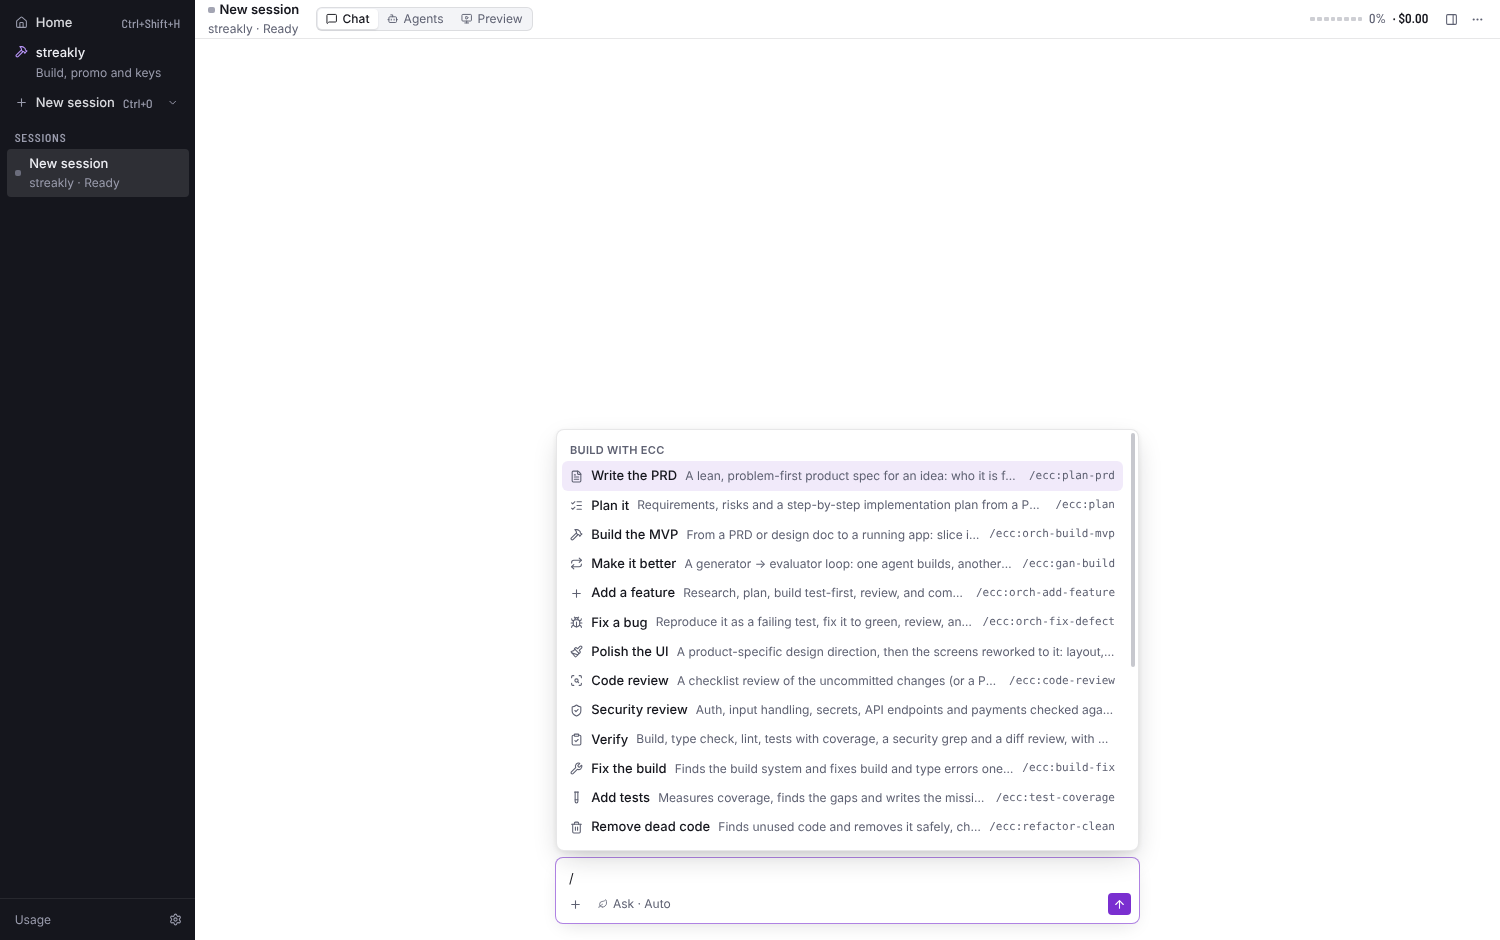 Home Ctrl+Shift+H
streakly
Build, promo and keys
New session Ctrl+O
SESSIONS
New session
streakly · Ready
Usage
New session
streakly · Ready
Chat Agents Preview
0% · $0.00
BUILD WITH ECC
Write the PRD A lean, problem-first product spec for an idea: who it is f... /ecc:plan-prd
Plan it Requirements, risks and a step-by-step implementation plan from a P... /ecc:plan
Build the MVP From a PRD or design doc to a running app: slice i... /ecc:orch-build-mvp
Make it better A generator → evaluator loop: one agent builds, another... /ecc:gan-build
Add a feature Research, plan, build test-first, review, and com... /ecc:orch-add-feature
Fix a bug Reproduce it as a failing test, fix it to green, review, an... /ecc:orch-fix-defect
Polish the UI A product-specific design direction, then the screens reworked to it: layout,...
Code review A checklist review of the uncommitted changes (or a P... /ecc:code-review
Security review Auth, input handling, secrets, API endpoints and payments checked aga...
Verify Build, type check, lint, tests with coverage, a security grep and a diff review, with ...
Fix the build Finds the build system and fixes build and type errors one... /ecc:build-fix
Add tests Measures coverage, finds the gaps and writes the missi... /ecc:test-coverage
Remove dead code Finds unused code and removes it safely, ch... /ecc:refactor-clean
/
Ask · Auto